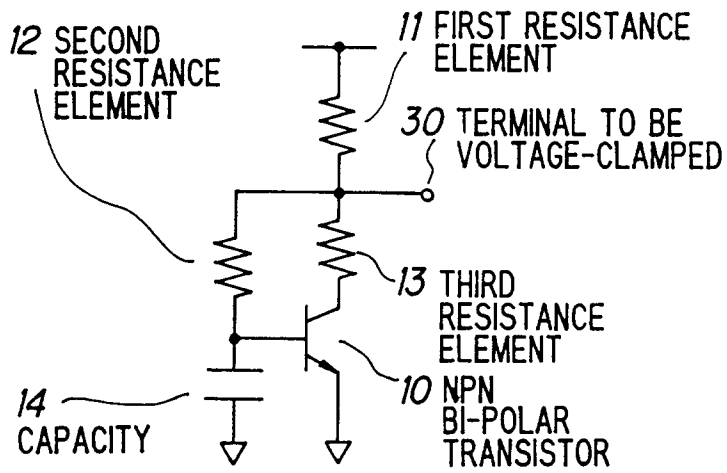 12 SECOND
RESISTANCE
ELEMENT
11 FIRST RESISTANCE
ELEMENT
30 TERMINAL TO BE
VOLTAGE-CLAMPED
13 THIRD
RESISTANCE
ELEMENT
14
CAPACITY
10 NPN
BI-POLAR
TRANSISTOR